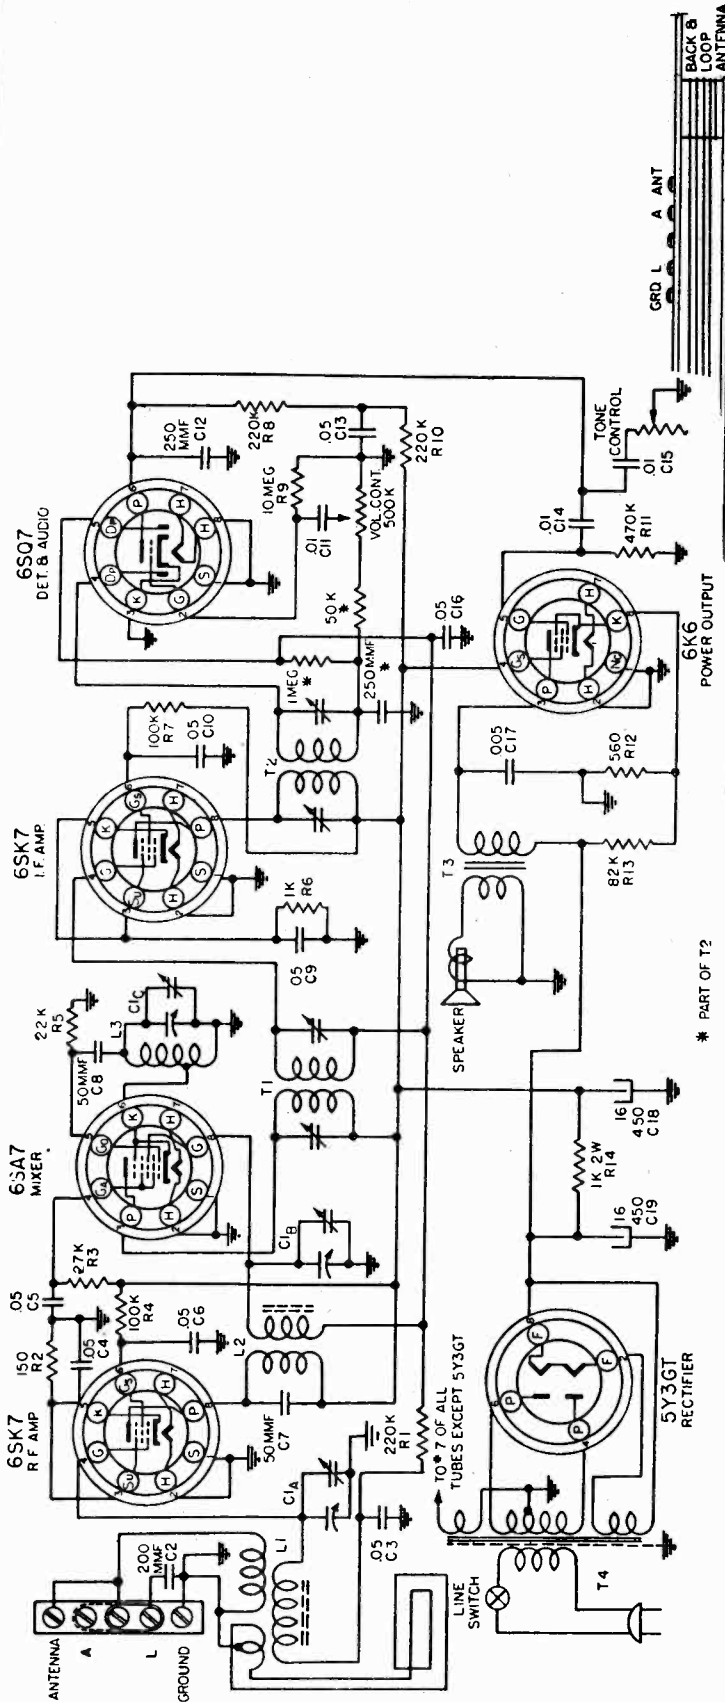 ANTENNA
A
L
GROUND
200
MMF
C2
L1
.05
C3
LINE
SWITCH
T4
6SK7
R F AMP
150
R2
.05
C5
.05
C4
27K
R3
100K
R4
.05
C6
50MMF
C7
L2
C1A
220K
R1
C1B
TO #7 OF ALL
TUBES EXCEPT 5Y3GT
5Y3GT
RECTIFIER
6SA7
MIXER
22K
R5
50MMF
C8
L3
C1C
T1
16
450
C19
1K 2W
R14
16
450
C18
6SK7
I.F. AMP.
100K
R7
.05
C10
1K
R6
.05
C9
T2
1MEG
*
50K
*
250MMF
*
6SQ7
DET. & AUDIO
250
MMF
C12
220K
R8
10MEG
R9
.01
C11
.05
C13
VOL.CONT.
500K
220K
R10
.05
C16
SPEAKER
T3
.005
C17
560
R12
82K
R13
6K6
POWER OUTPUT
.01
C14
470K
R11
.01
C15
TONE
CONTROL
* PART OF T2
GRD L A ANT
BACK &
LOOP
ANTENNA